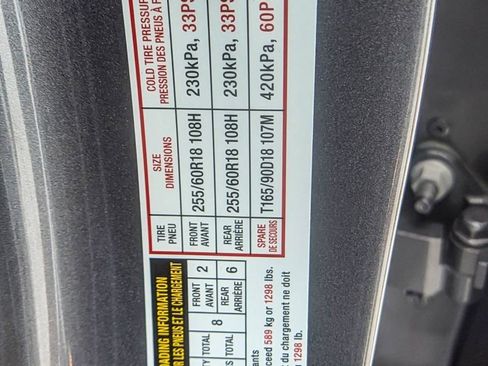 OADING INFORMATION
R LES PNEUS ET LE CHARGEMENT
TY TOTAL 8 FRONT AVANT 2 REAR ARRIÈRE 6
TOTAL
ants
ceed 589 kg or 1298 lbs.
t du chargement ne doit
1298 lb.
TIRE
PNEU
SIZE
DIMENSIONS
COLD TIRE PRESSUR
PRESSION DES PNEUS À F
FRONT
AVANT
255/60R18 108H
230kPa, 33PS
REAR
ARRIÈRE
255/60R18 108H
230kPa, 33PS
SPARE
DE SECOURS
T165/90D18 107M
420kPa, 60P